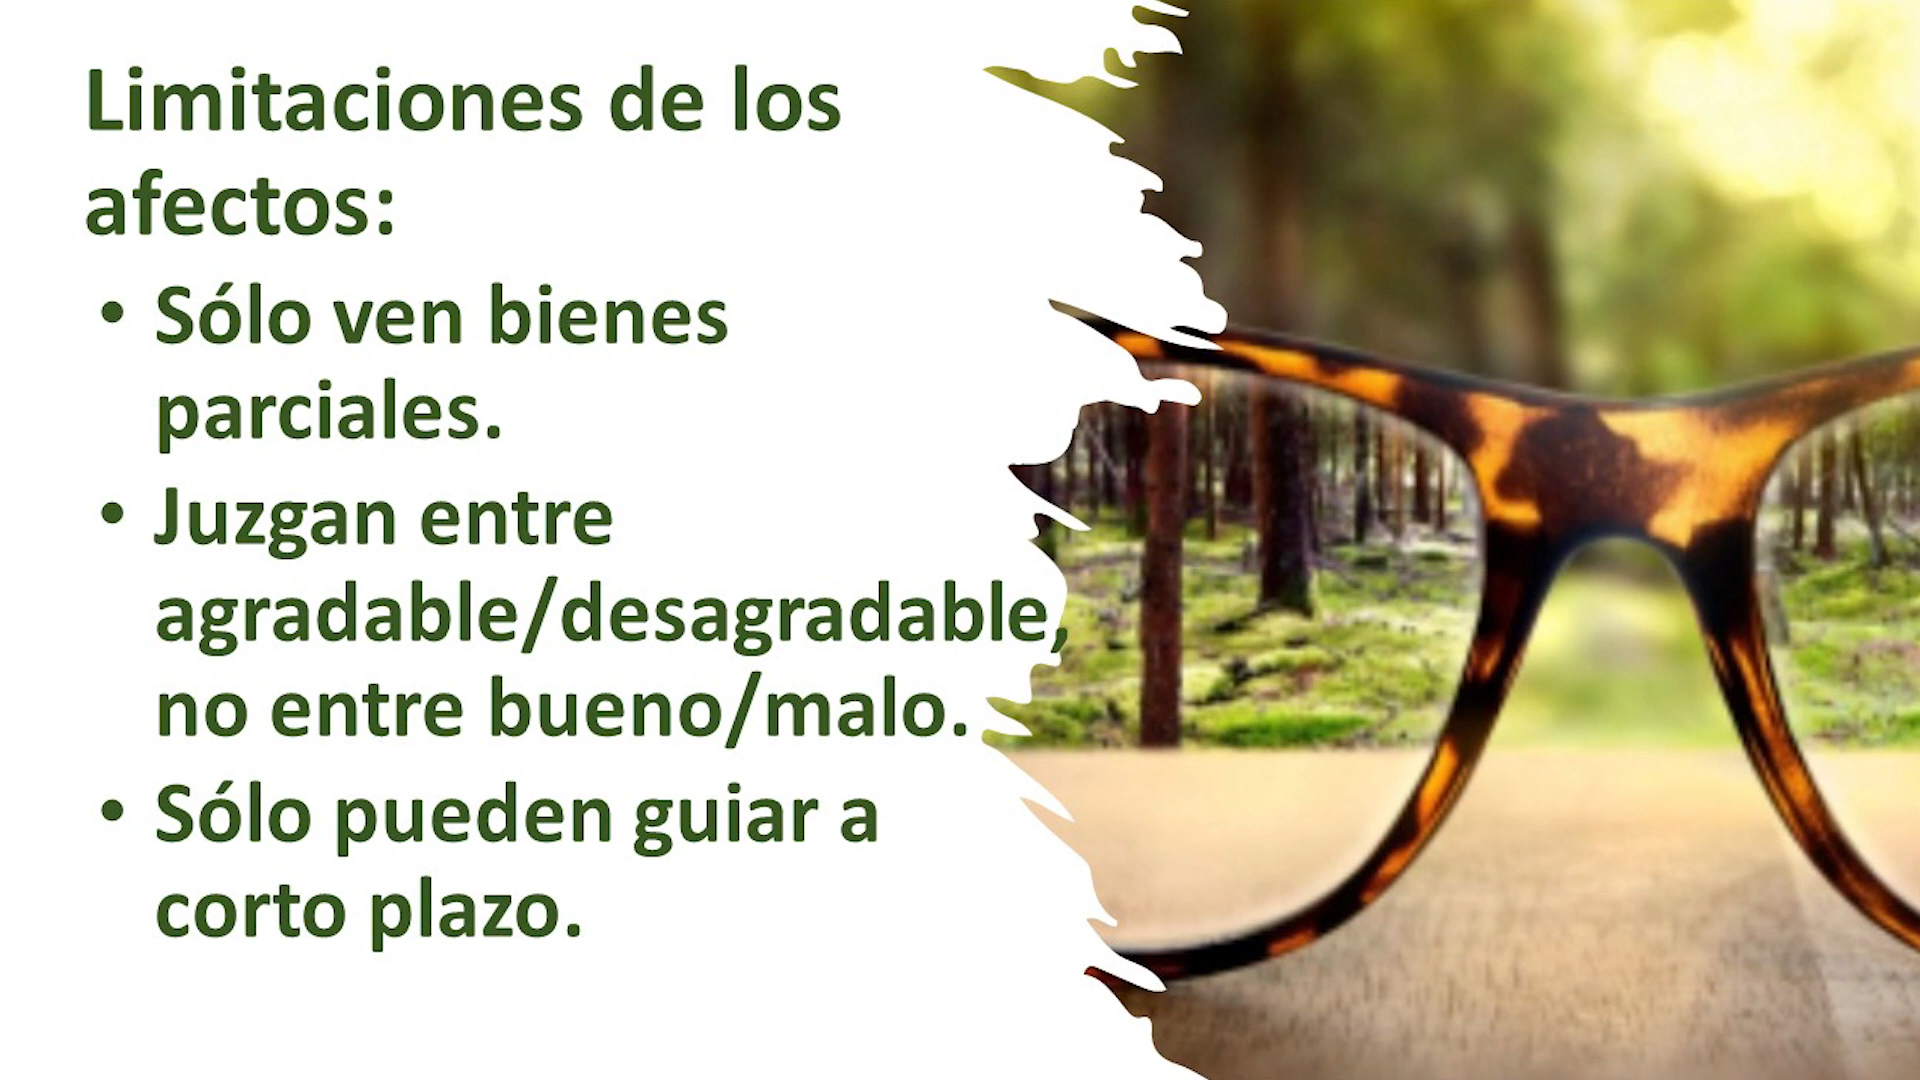 Limitaciones de los
afectos:
• Sólo ven bienes
parciales.
• Juzgan entre
agradable/desagradable,
no entre bueno/malo.
• Sólo pueden guiar a
corto plazo.